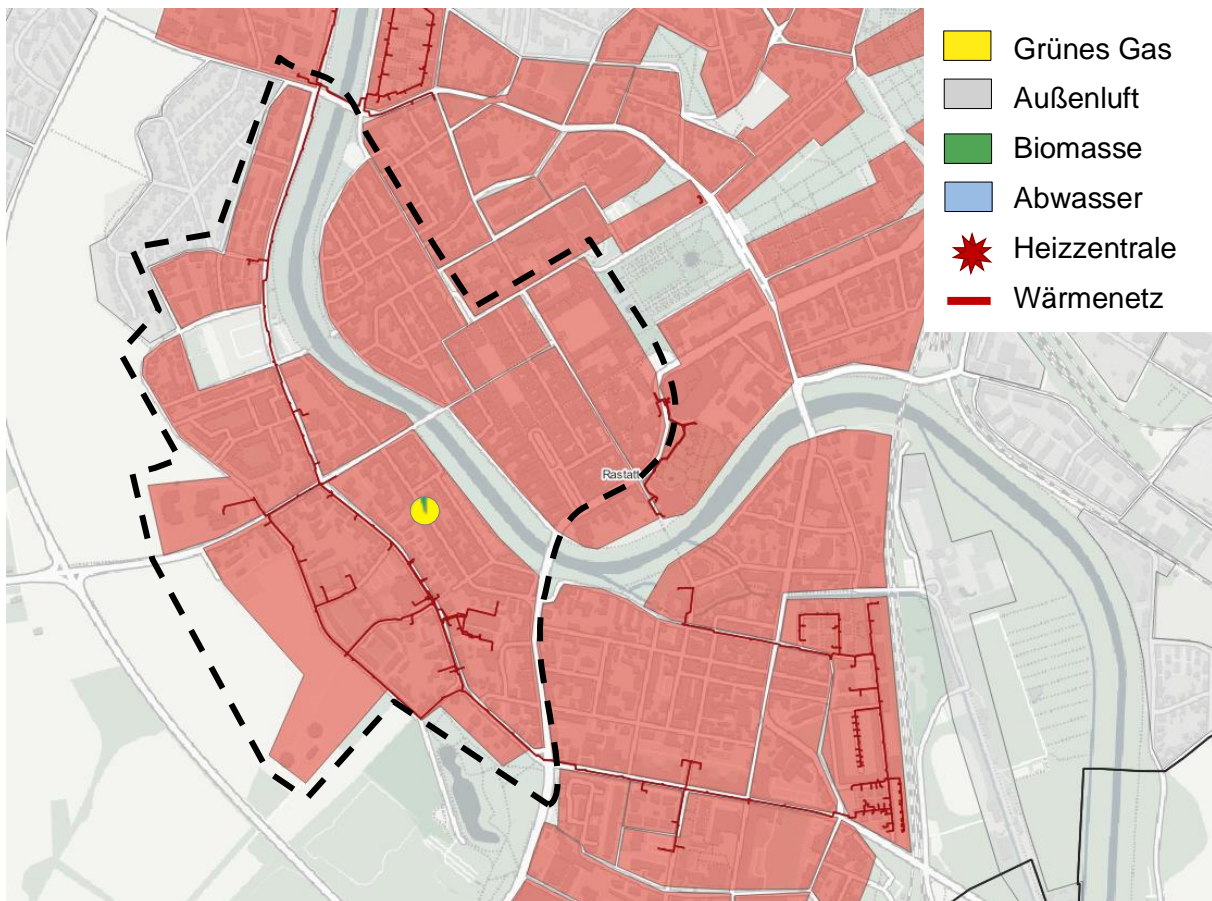 Grünes Gas
Außenluft
Biomasse
Abwasser
Heizzentrale
Wärmenetz
Rastatt